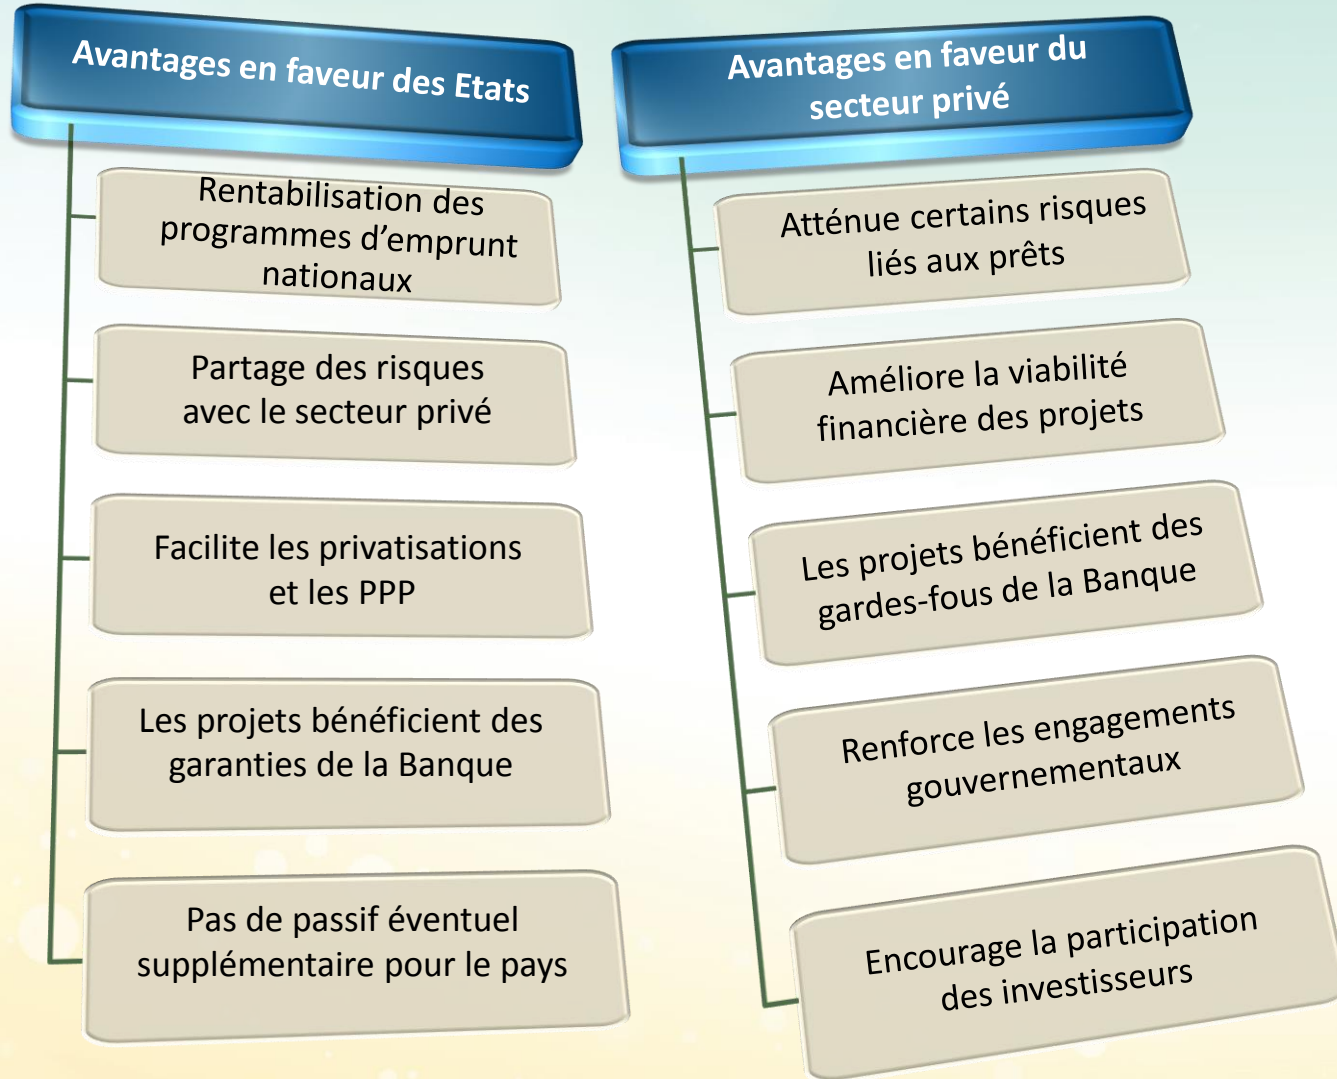 Avantages en faveur des Etats
Rentabilisation des
programmes d’emprunt
nationaux
Partage des risques
avec le secteur privé
Facilite les privatisations
et les PPP
Les projets bénéficient des
garanties de la Banque
Pas de passif éventuel
supplémentaire pour le pays
Avantages en faveur du
secteur privé
Atténue certains risques
liés aux prêts
Améliore la viabilité
financière des projets
Les projets bénéficient des
gardes-fous de la Banque
Renforce les engagements
gouvernementaux
Encourage la participation
des investisseurs